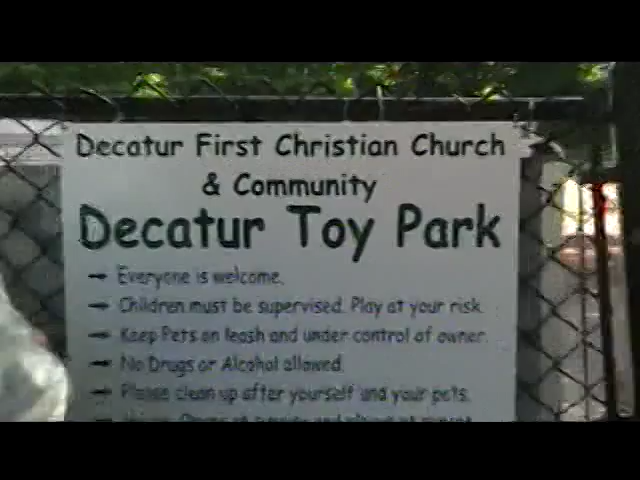 Decatur First Christian Church
& Community
Decatur Toy Park
→ Everyone is welcome.
→ Children must be supervised. Play at your risk.
→ Keep Pets on leash and under control of owner.
→ No Drugs or Alcohol allowed.
→ Please clean up after yourself and your pets.